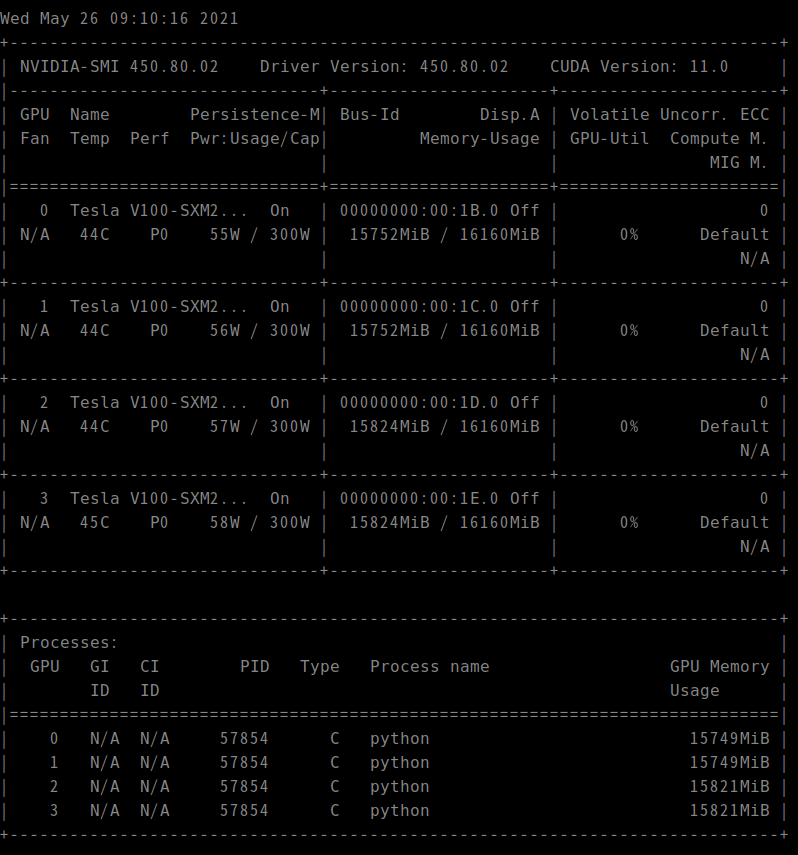 Wed May 26 09:10:16 2021
+-----------------------------------------------------------------------------+
| NVIDIA-SMI 450.80.02    Driver Version: 450.80.02    CUDA Version: 11.0     |
|-------------------------------+----------------------+----------------------+
| GPU  Name        Persistence-M| Bus-Id        Disp.A | Volatile Uncorr. ECC |
| Fan  Temp  Perf  Pwr:Usage/Cap|         Memory-Usage | GPU-Util  Compute M. |
|                               |                      |               MIG M. |
|===============================+======================+======================|
|   0  Tesla V100-SXM2...  On   | 00000000:00:1B.0 Off |                    0 |
| N/A   44C    P0    55W / 300W |  15752MiB / 16160MiB |      0%      Default |
|                               |                      |                  N/A |
+-------------------------------+----------------------+----------------------+
|   1  Tesla V100-SXM2...  On   | 00000000:00:1C.0 Off |                    0 |
| N/A   44C    P0    56W / 300W |  15752MiB / 16160MiB |      0%      Default |
|                               |                      |                  N/A |
+-------------------------------+----------------------+----------------------+
|   2  Tesla V100-SXM2...  On   | 00000000:00:1D.0 Off |                    0 |
| N/A   44C    P0    57W / 300W |  15824MiB / 16160MiB |      0%      Default |
|                               |                      |                  N/A |
+-------------------------------+----------------------+----------------------+
|   3  Tesla V100-SXM2...  On   | 00000000:00:1E.0 Off |                    0 |
| N/A   45C    P0    58W / 300W |  15824MiB / 16160MiB |      0%      Default |
|                               |                      |                  N/A |
+-------------------------------+----------------------+----------------------+

+-----------------------------------------------------------------------------+
| Processes:                                                                  |
|  GPU   GI   CI        PID   Type   Process name                  GPU Memory |
|        ID   ID                                                   Usage      |
|=============================================================================|
|    0   N/A  N/A     57854      C   python                          15749MiB |
|    1   N/A  N/A     57854      C   python                          15749MiB |
|    2   N/A  N/A     57854      C   python                          15821MiB |
|    3   N/A  N/A     57854      C   python                          15821MiB |
+-----------------------------------------------------------------------------+